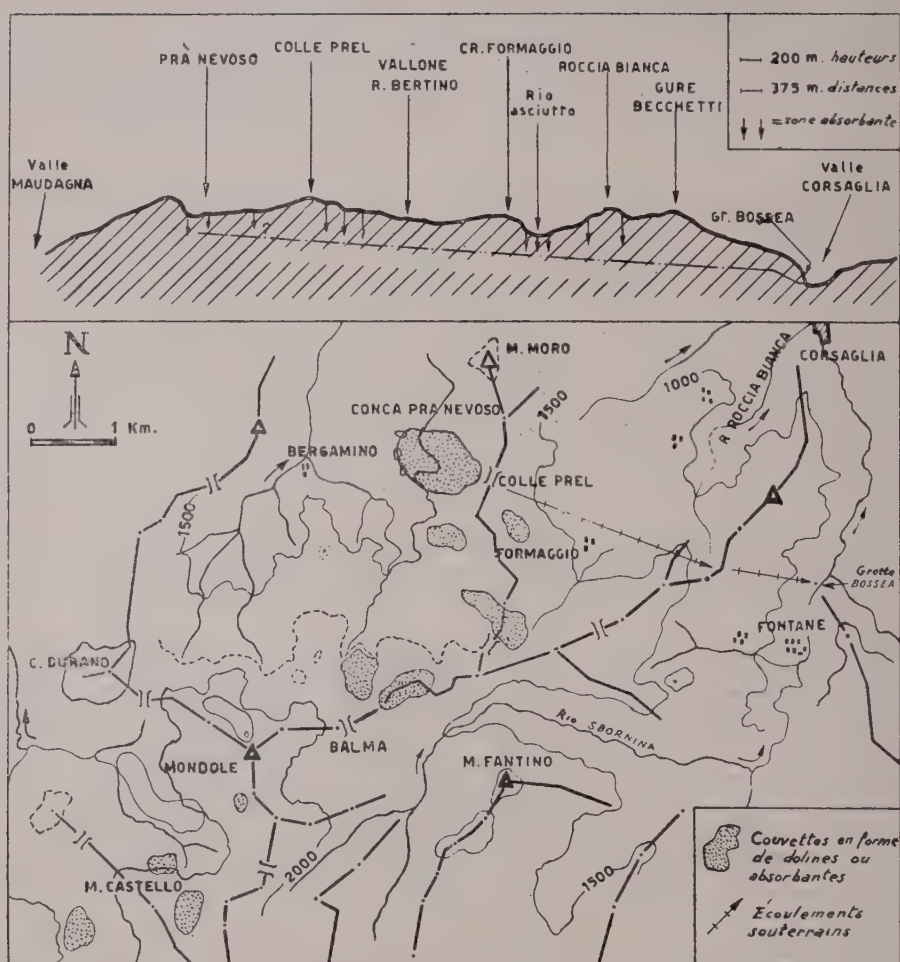 PRÀ NEVOSO
COLLE PREL
VALLONE
R. BERTINO
CR. FORMAGGIO
Rio
asciutto
ROCCIA BIANCA
GURE
BECCHETTI
200 m. hauteurs
375 m. distances
= zone absorbante
Valle
MAUDAGNA
?
Gr. BOSSEA
Valle
CORSAGLIA
N
0 1 Km.
M. MORO
CONCA PRA NEVOSO
1500
1000
R. ROCCIA BIANCA
CORSAGLIA
BERGAMINO
COLLE PREL
1500
FORMAGGIO
Grotta
BOSSEA
FONTANE
C. DURAND
BALMA
Rio SBORNINA
MONDOLE
M. FANTINO
2000
M. CASTELLO
1500
Couvettes en forme
de dolines ou
absorbantes
Écoulements
souterrains